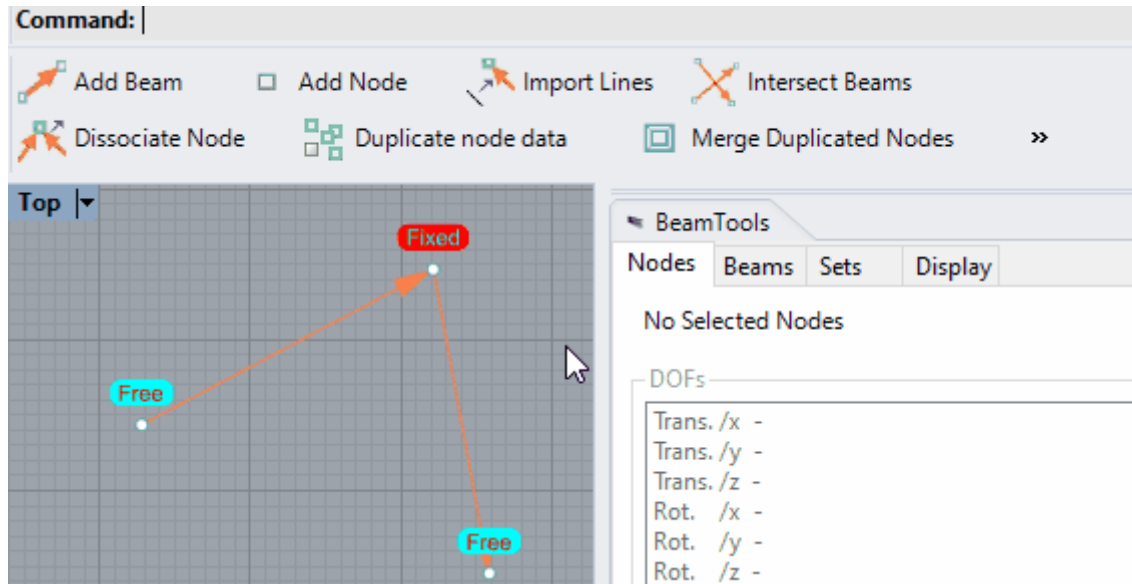 Command:
Add Beam Add Node Import Lines Intersect Beams
Dissociate Node Duplicate node data Merge Duplicated Nodes »
Top
Fixed
Free
Free
BeamTools
Nodes Beams Sets Display
No Selected Nodes
DOFs
Trans. /x -
Trans. /y -
Trans. /z -
Rot. /x -
Rot. /y -
Rot. /z -